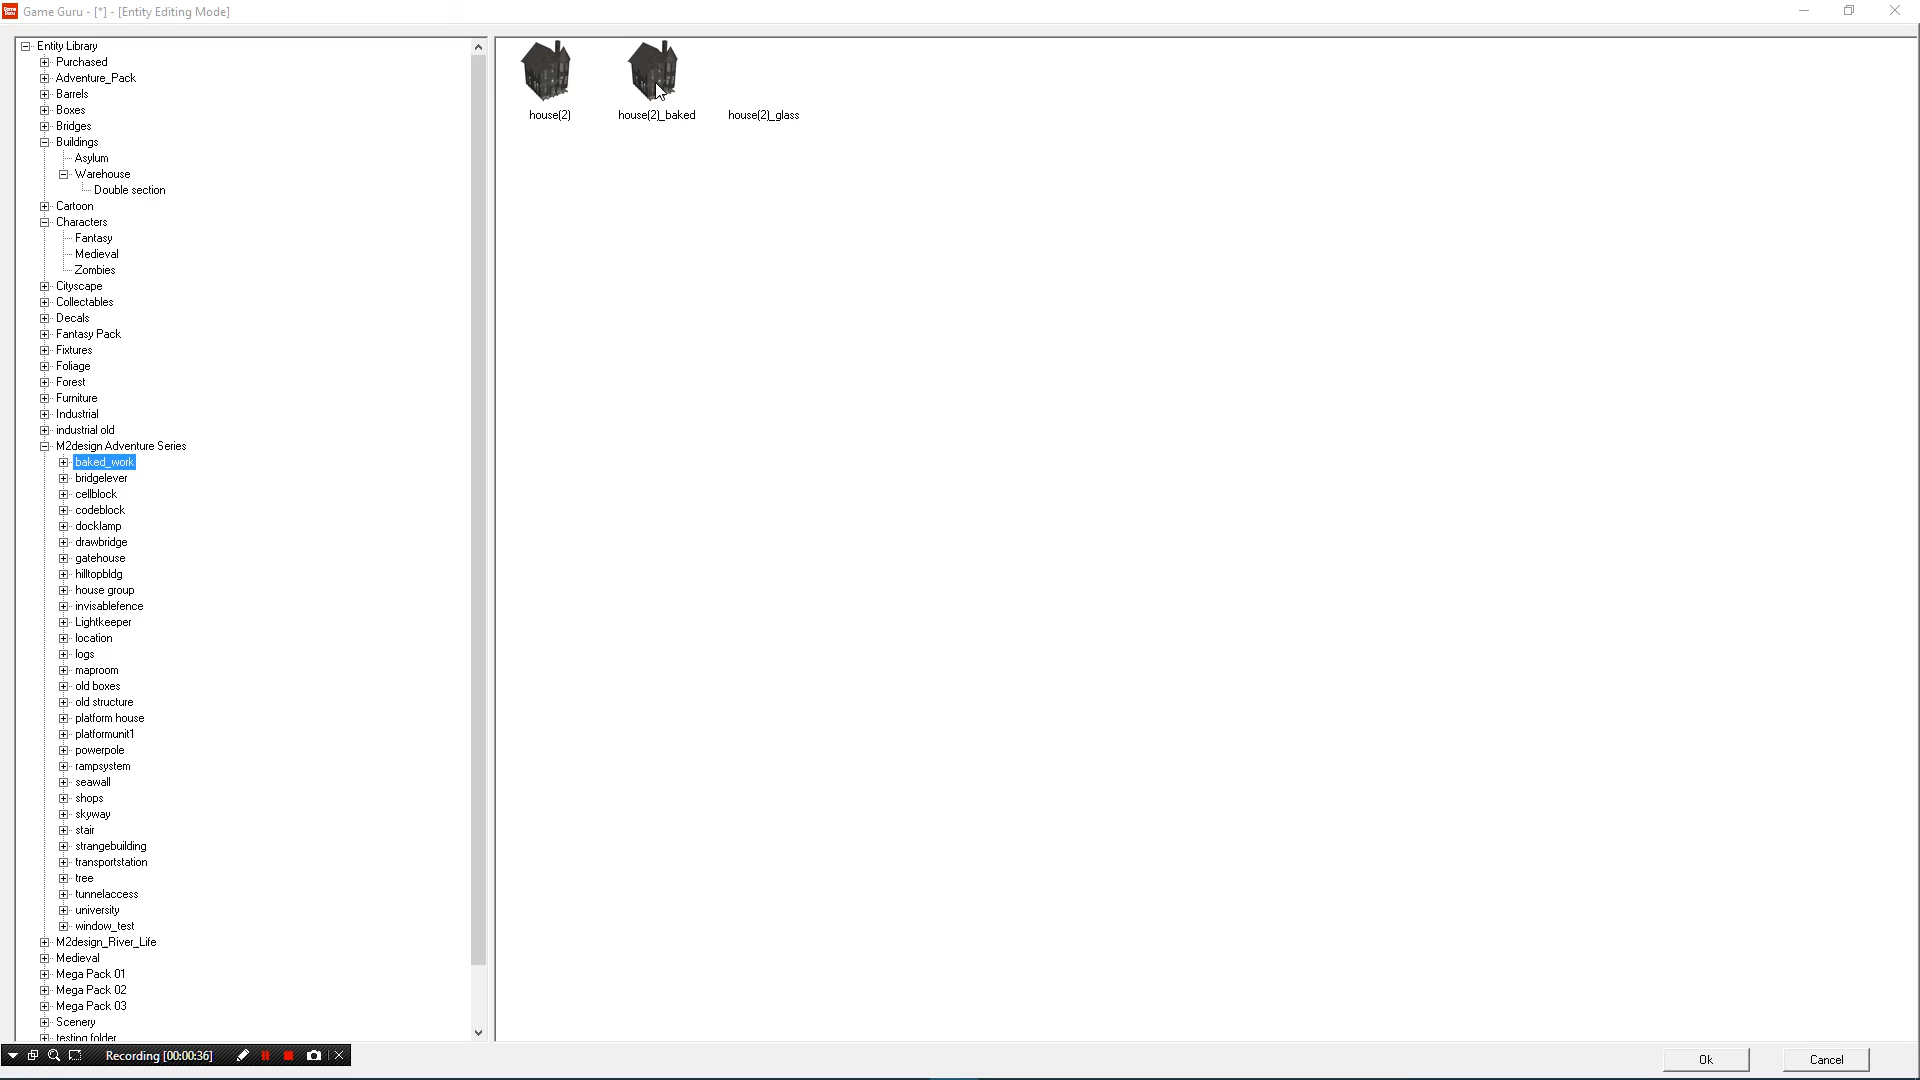 Game Guru - [*] - [Entity Editing Mode]
Entity Library
Purchased
Adventure_Pack
Barrels
Boxes
Bridges
Buildings
Asylum
Warehouse
Double section
Cartoon
Characters
Fantasy
Medieval
Zombies
Cityscape
Collectables
Decals
Fantasy Pack
Fixtures
Foliage
Forest
Furniture
Industrial
industrial old
M2design Adventure Series
baked_work
bridgelever
cellblock
codeblock
docklamp
drawbridge
gatehouse
hilltopbldg
house group
invisablefence
Lightkeeper
location
logs
maproom
old boxes
old structure
platform house
platformunit1
powerpole
rampsystem
seawall
shops
skyway
stair
strangebuilding
transportstation
tree
tunnelaccess
university
window_test
M2design_River_Life
Medieval
Mega Pack 01
Mega Pack 02
Mega Pack 03
Scenery
testing folder
house(2)
house(2)_baked
house(2)_glass
Recording [00:00:36]
Ok
Cancel